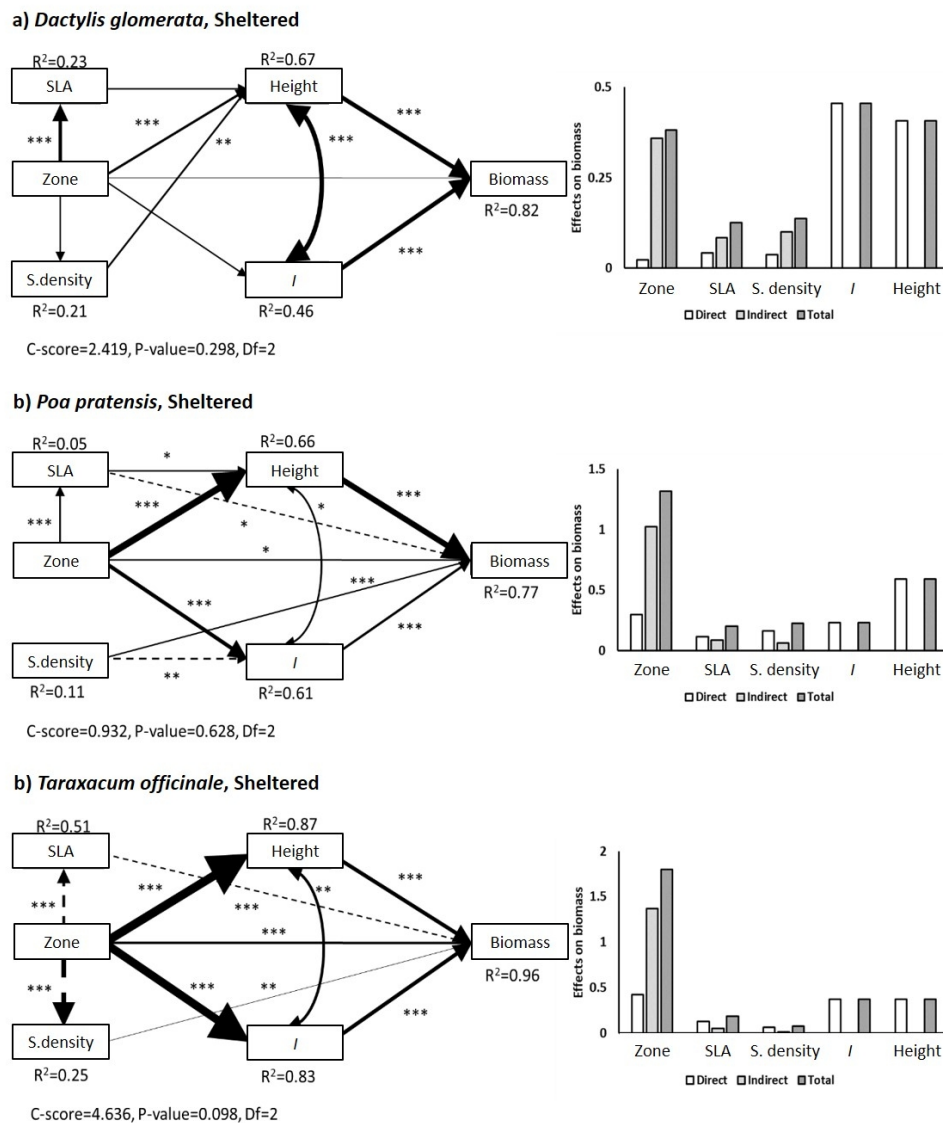 a) Dactylis glomerata, Sheltered
R²=0.23
R²=0.67
SLA
Height
***
***
**
***
***
Zone
Biomass
R²=0.82
***
S.density
I
R²=0.21
R²=0.46
C-score=2.419, P-value=0.298, Df=2
Effects on biomass
0.5
0.25
0
Zone
SLA
S. density
I
Height
Direct
Indirect
Total
b) Poa pratensis, Sheltered
R²=0.05
R²=0.66
SLA
*
Height
***
***
*
*
***
Zone
*
Biomass
R²=0.77
***
***
***
S.density
**
I
R²=0.11
R²=0.61
C-score=0.932, P-value=0.628, Df=2
Effects on biomass
1.5
1
0.5
0
Zone
SLA
S. density
I
Height
Direct
Indirect
Total
b) Taraxacum officinale, Sheltered
R²=0.51
R²=0.87
SLA
Height
***
***
***
**
***
Zone
***
Biomass
R²=0.96
***
***
**
***
S.density
I
R²=0.25
R²=0.83
C-score=4.636, P-value=0.098, Df=2
Effects on biomass
2
1.5
1
0.5
0
Zone
SLA
S. density
I
Height
Direct
Indirect
Total